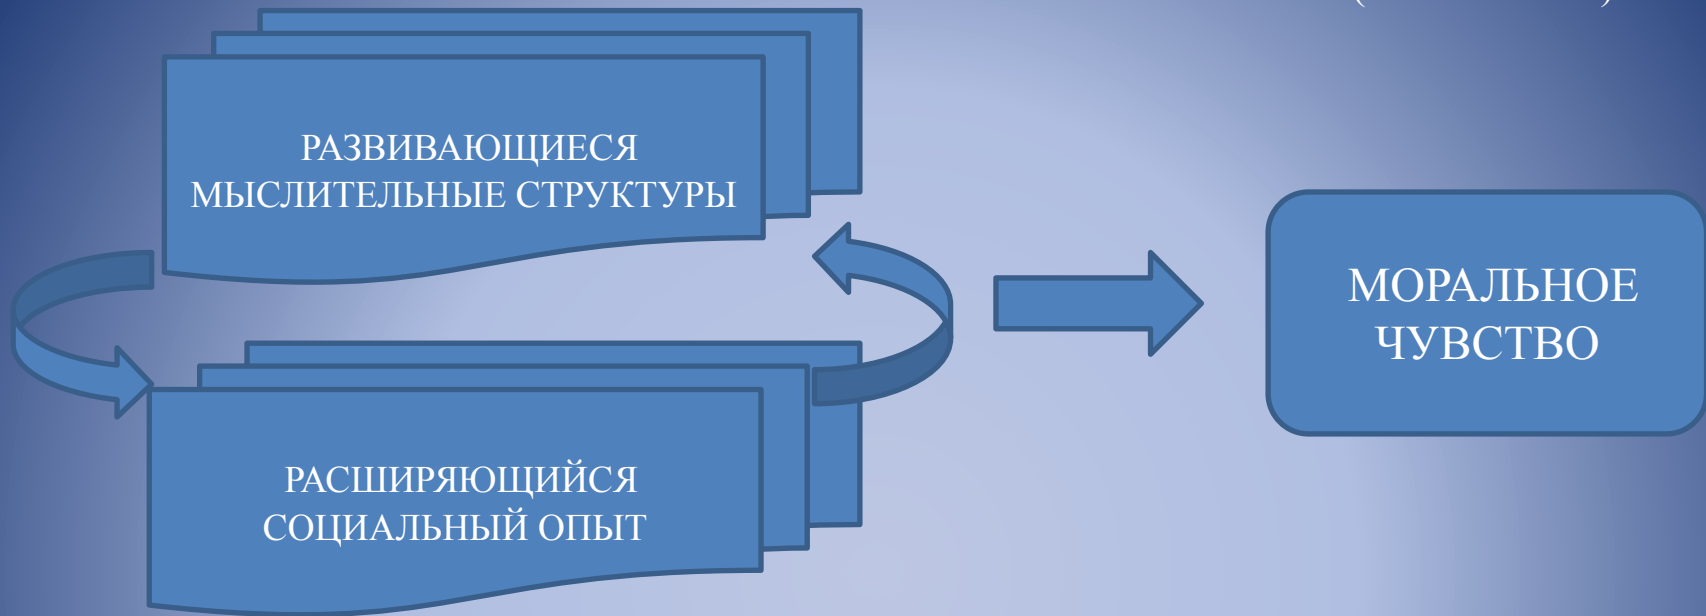 РАЗВИВАЮЩИЕСЯ
МЫСЛИТЕЛЬНЫЕ СТРУКТУРЫ
МОРАЛЬНОЕ
ЧУВСТВО
РАСШИРЯЮЩИЙСЯ
СОЦИАЛЬНЫЙ ОПЫТ